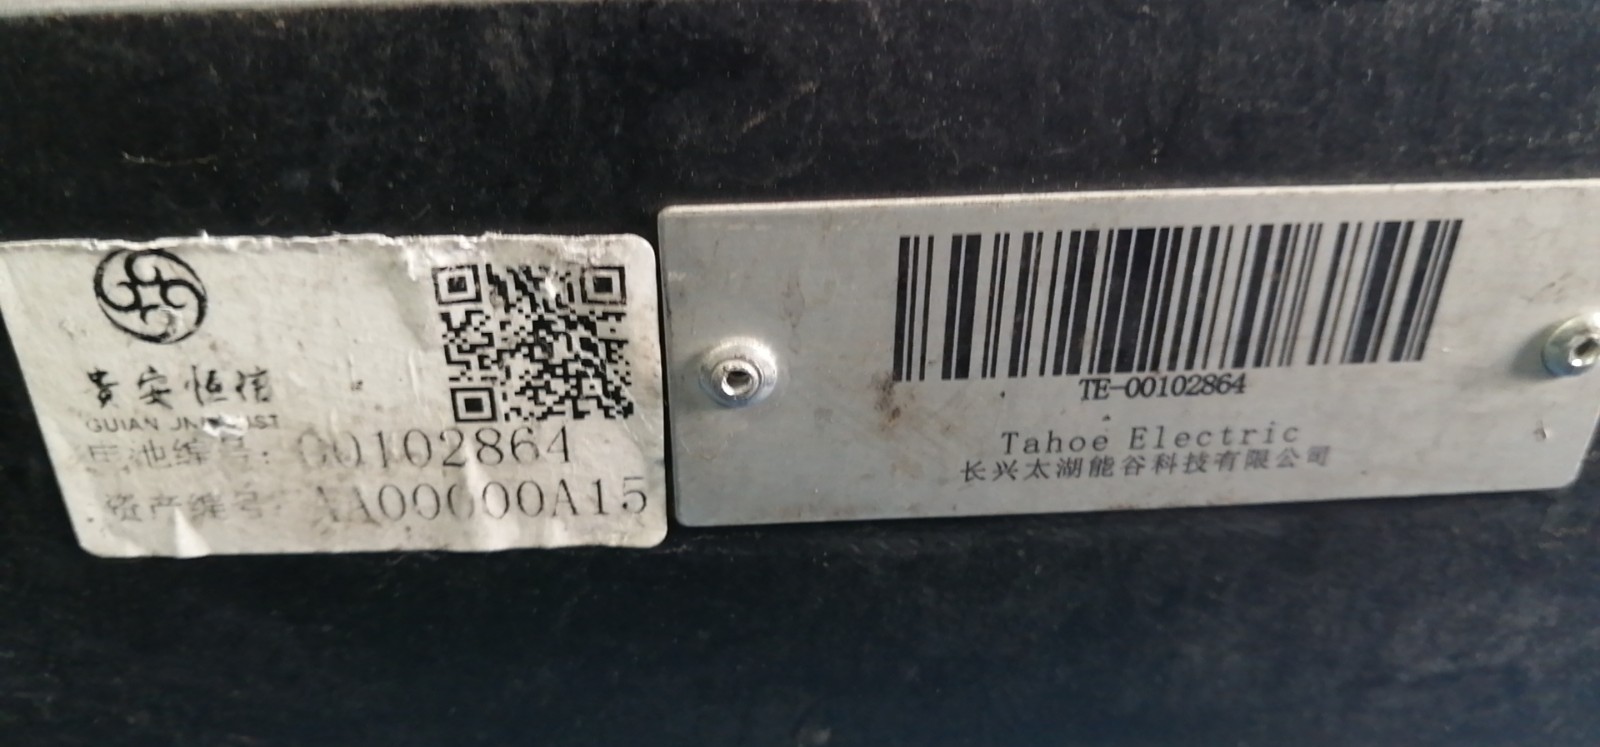 贵安恒信
GUIAN
电池编号: 00102864
资产编号: AA00000A15
TE-00102864
Tahoe Electric
长兴太湖能谷科技有限公司